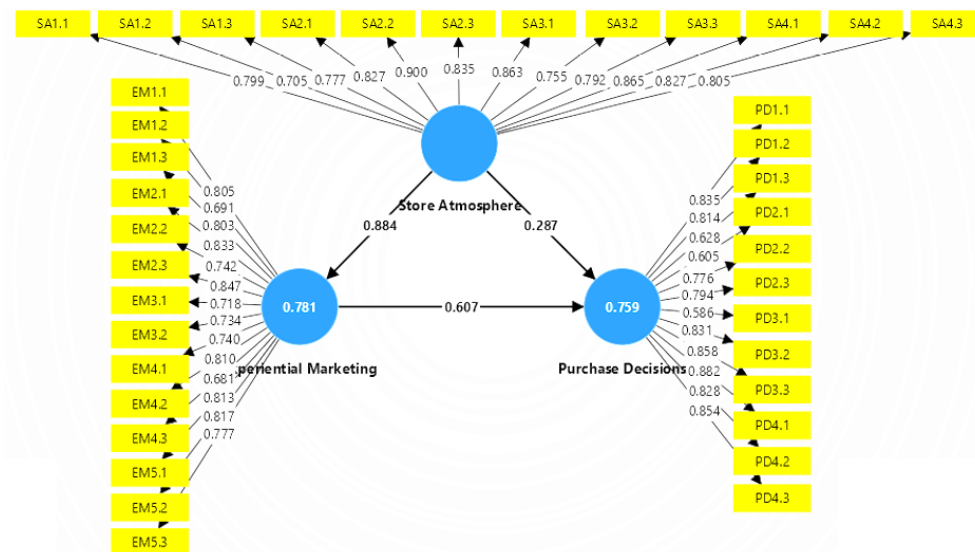 SA1.1 SA1.2 SA1.3 SA2.1 SA2.2 SA2.3 SA3.1 SA3.2 SA3.3 SA4.1 SA4.2 SA4.3
0.799 0.705 0.777 0.827 0.900 0.835 0.863 0.755 0.792 0.865 0.827 0.805
EM1.1
EM1.2
EM1.3
EM2.1
EM2.2
EM2.3
EM3.1
EM3.2
EM4.1
EM4.2
EM4.3
EM5.1
EM5.2
EM5.3
0.805
0.691
0.803
0.833
0.742
0.847
0.718
0.734
0.740
0.810
0.681
0.813
0.817
0.777
Store Atmosphere
0.884
0.287
0.781
0.607
0.759
periential Marketing
Purchase Decisions
0.835
0.814
0.628
0.605
0.776
0.794
0.586
0.831
0.858
0.882
0.828
0.854
PD1.1
PD1.2
PD1.3
PD2.1
PD2.2
PD2.3
PD3.1
PD3.2
PD3.3
PD4.1
PD4.2
PD4.3